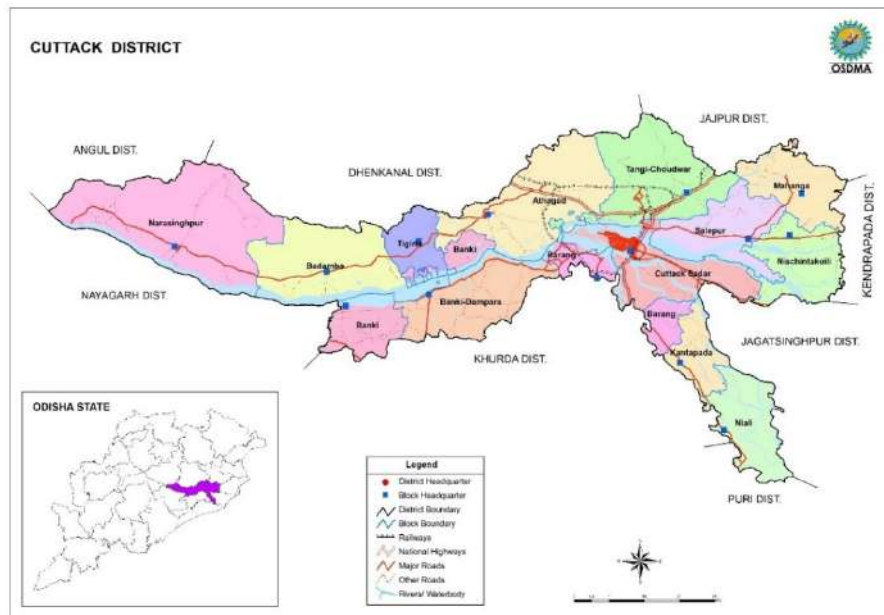 CUTTACK DISTRICT
OSDMA
JAJPUR DIST.
ANGUL DIST.
DHENKANAL DIST.
Tangi-Choudwar
Mahanga
Athagad
KENDRAPADA DIST.
Narasinghpur
Salepur
Tigiria
Banki
Nischintakoili
Badamba
Barang
Cuttack Sadar
NAYAGARH DIST.
Banki-Dampara
Banki
Barang
JAGATSINGHPUR DIST.
KHURDA DIST.
Kantapada
Niali
PURI DIST.
ODISHA STATE
Legend
District Headquarter
Block Headquarter
District Boundary
Block Boundary
Railways
National Highways
Major Roads
Other Roads
Rivers/ Waterbody